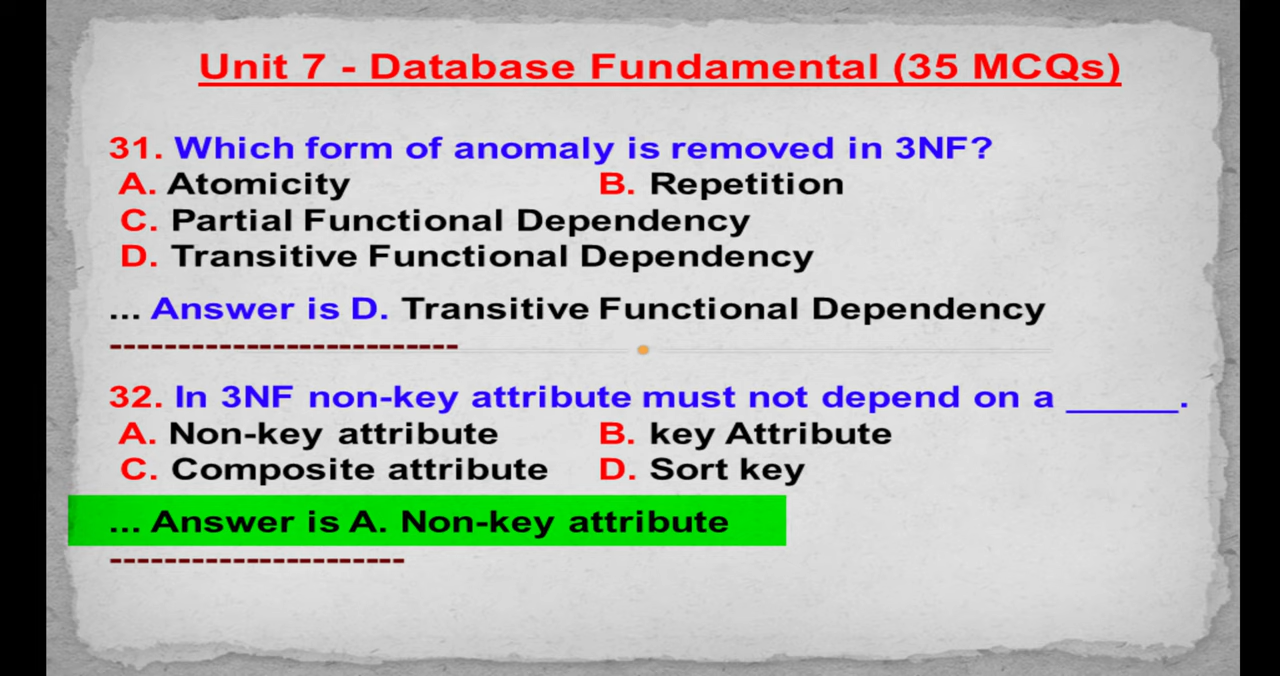 Unit 7 - Database Fundamental (35 MCQs)
31. Which form of anomaly is removed in 3NF?
A. Atomicity B. Repetition
C. Partial Functional Dependency
D. Transitive Functional Dependency
... Answer is D. Transitive Functional Dependency
-------------------------
32. In 3NF non-key attribute must not depend on a ______.
A. Non-key attribute B. key Attribute
C. Composite attribute D. Sort key
... Answer is A. Non-key attribute
----------------------